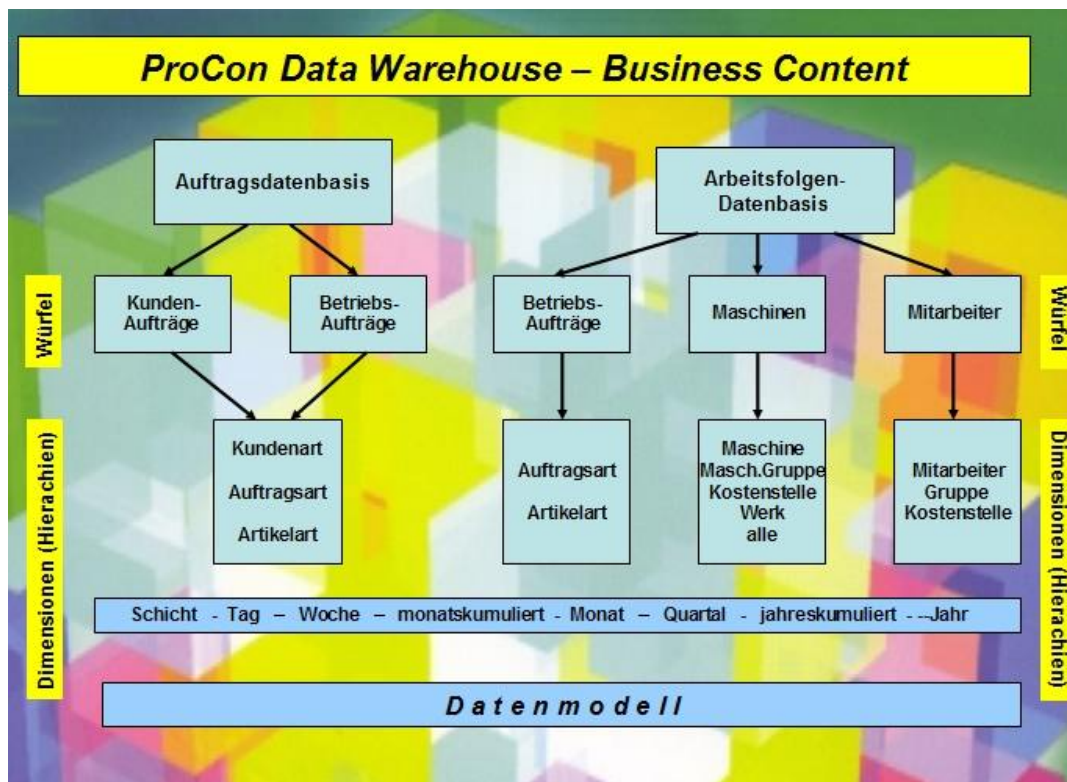 ProCon Data Warehouse – Business Content
Auftragsdatenbasis
Arbeitsfolgen-
Datenbasis
Würfel
Kunden-
Aufträge
Betriebs-
Aufträge
Betriebs-
Aufträge
Maschinen
Mitarbeiter
Würfel
Dimensionen (Hierachien)
Kundenart
Auftragsart
Artikelart
Auftragsart
Artikelart
Maschine
Masch.Gruppe
Kostenstelle
Werk
alle
Mitarbeiter
Gruppe
Kostenstelle
Dimensionen (Hierachien)
Schicht - Tag – Woche – monatskumuliert - Monat – Quartal - jahreskumuliert - --Jahr
Datenmodell